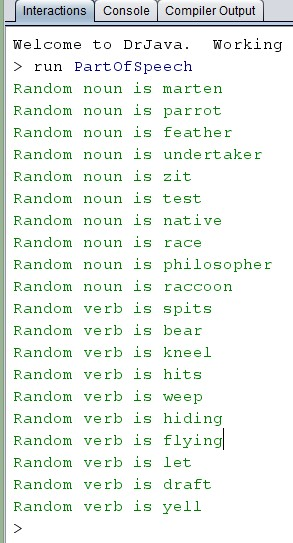 Interactions Console Compiler Output
Welcome to DrJava.  Working
> run PartOfSpeech
Random noun is marten
Random noun is parrot
Random noun is feather
Random noun is undertaker
Random noun is zit
Random noun is test
Random noun is native
Random noun is race
Random noun is philosopher
Random noun is raccoon
Random verb is spits
Random verb is bear
Random verb is kneel
Random verb is hits
Random verb is weep
Random verb is hiding
Random verb is flying
Random verb is let
Random verb is draft
Random verb is yell
>